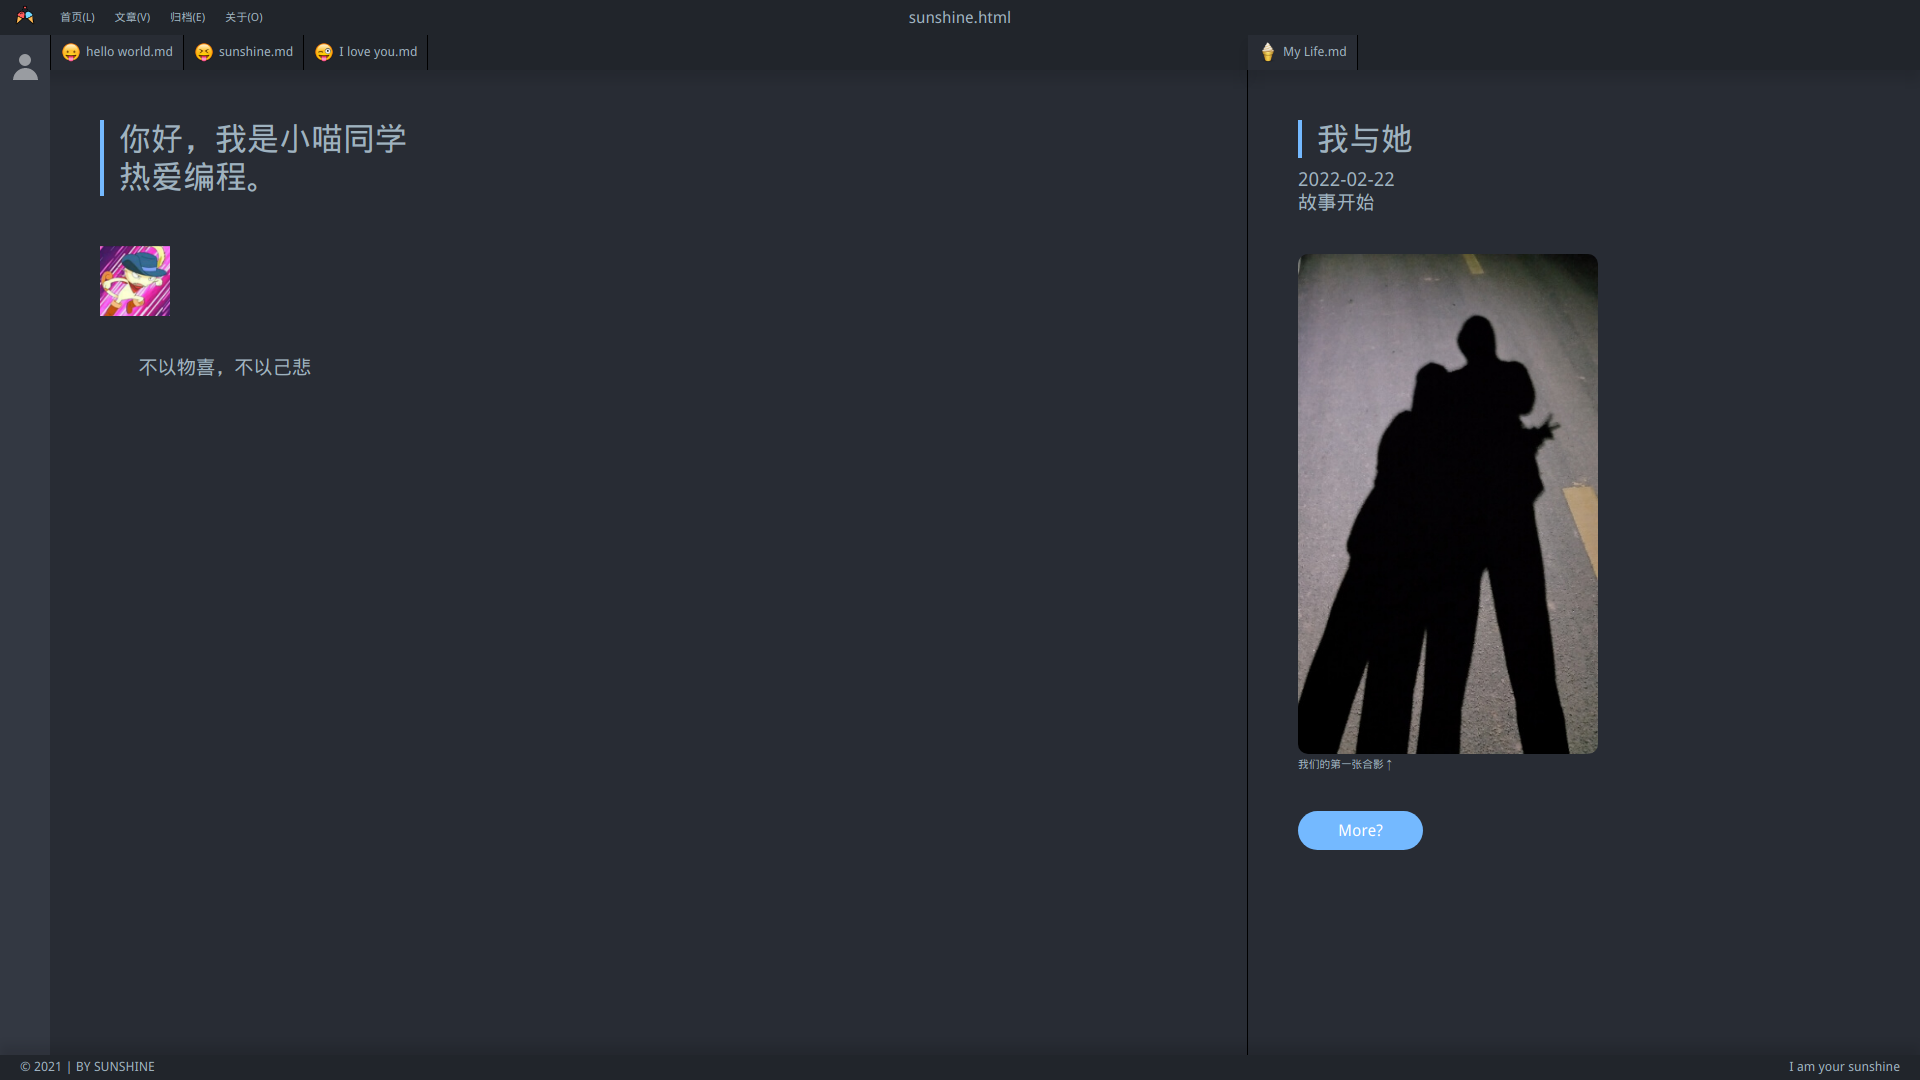 首页(L) 文章(V) 归档(E) 关于(O)
sunshine.html
hello world.md
sunshine.md
I love you.md
My Life.md
你好，我是小喵同学
热爱编程。
不以物喜，不以己悲
我与她
2022-02-22
故事开始
我们的第一张合影↑
More?
© 2021 | BY SUNSHINE
I am your sunshine